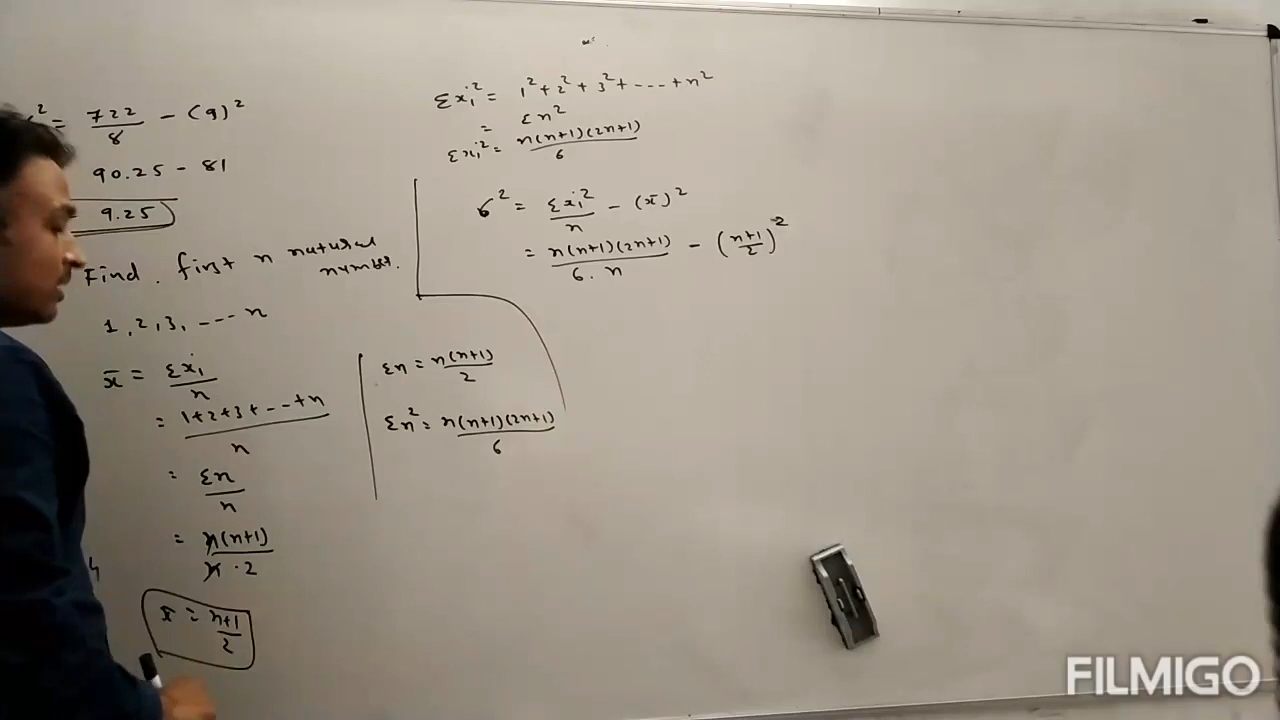 ² = 722/8 - (9)²
90.25 - 81
9.25
Find . first n natural
number.
1, 2, 3, ---- n
x̄ = Σxi/n
= 1+2+3+---+n/n
= Σn/n
= n(n+1)/n · 2
x̄ = n+1/2
Σn = n(n+1)/2
Σn² = n(n+1)(2n+1)/6
Σxi² = 1² + 2² + 3² + ---- + n²
= Σn²
Σxi² = n(n+1)(2n+1)/6
σ² = Σxi²/n - (x̄)²
= n(n+1)(2n+1)/6 . n - (n+1/2)²
FILMIGO